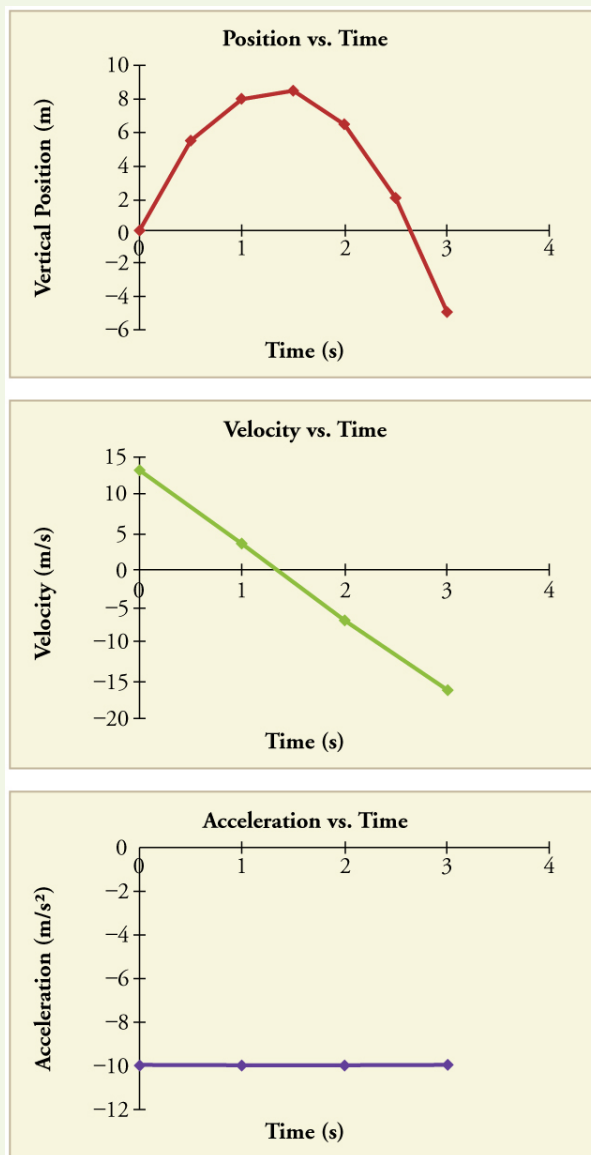 Position vs. Time
10
8
6
4
2
0
−2
−4
−6
Vertical Position (m)
0 1 2 3 4
Time (s)
Velocity vs. Time
15
10
5
0
−5
−10
−15
−20
Velocity (m/s)
0 1 2 3 4
Time (s)
Acceleration vs. Time
0
−2
−4
−6
−8
−10
−12
Acceleration (m/s²)
0 1 2 3 4
Time (s)